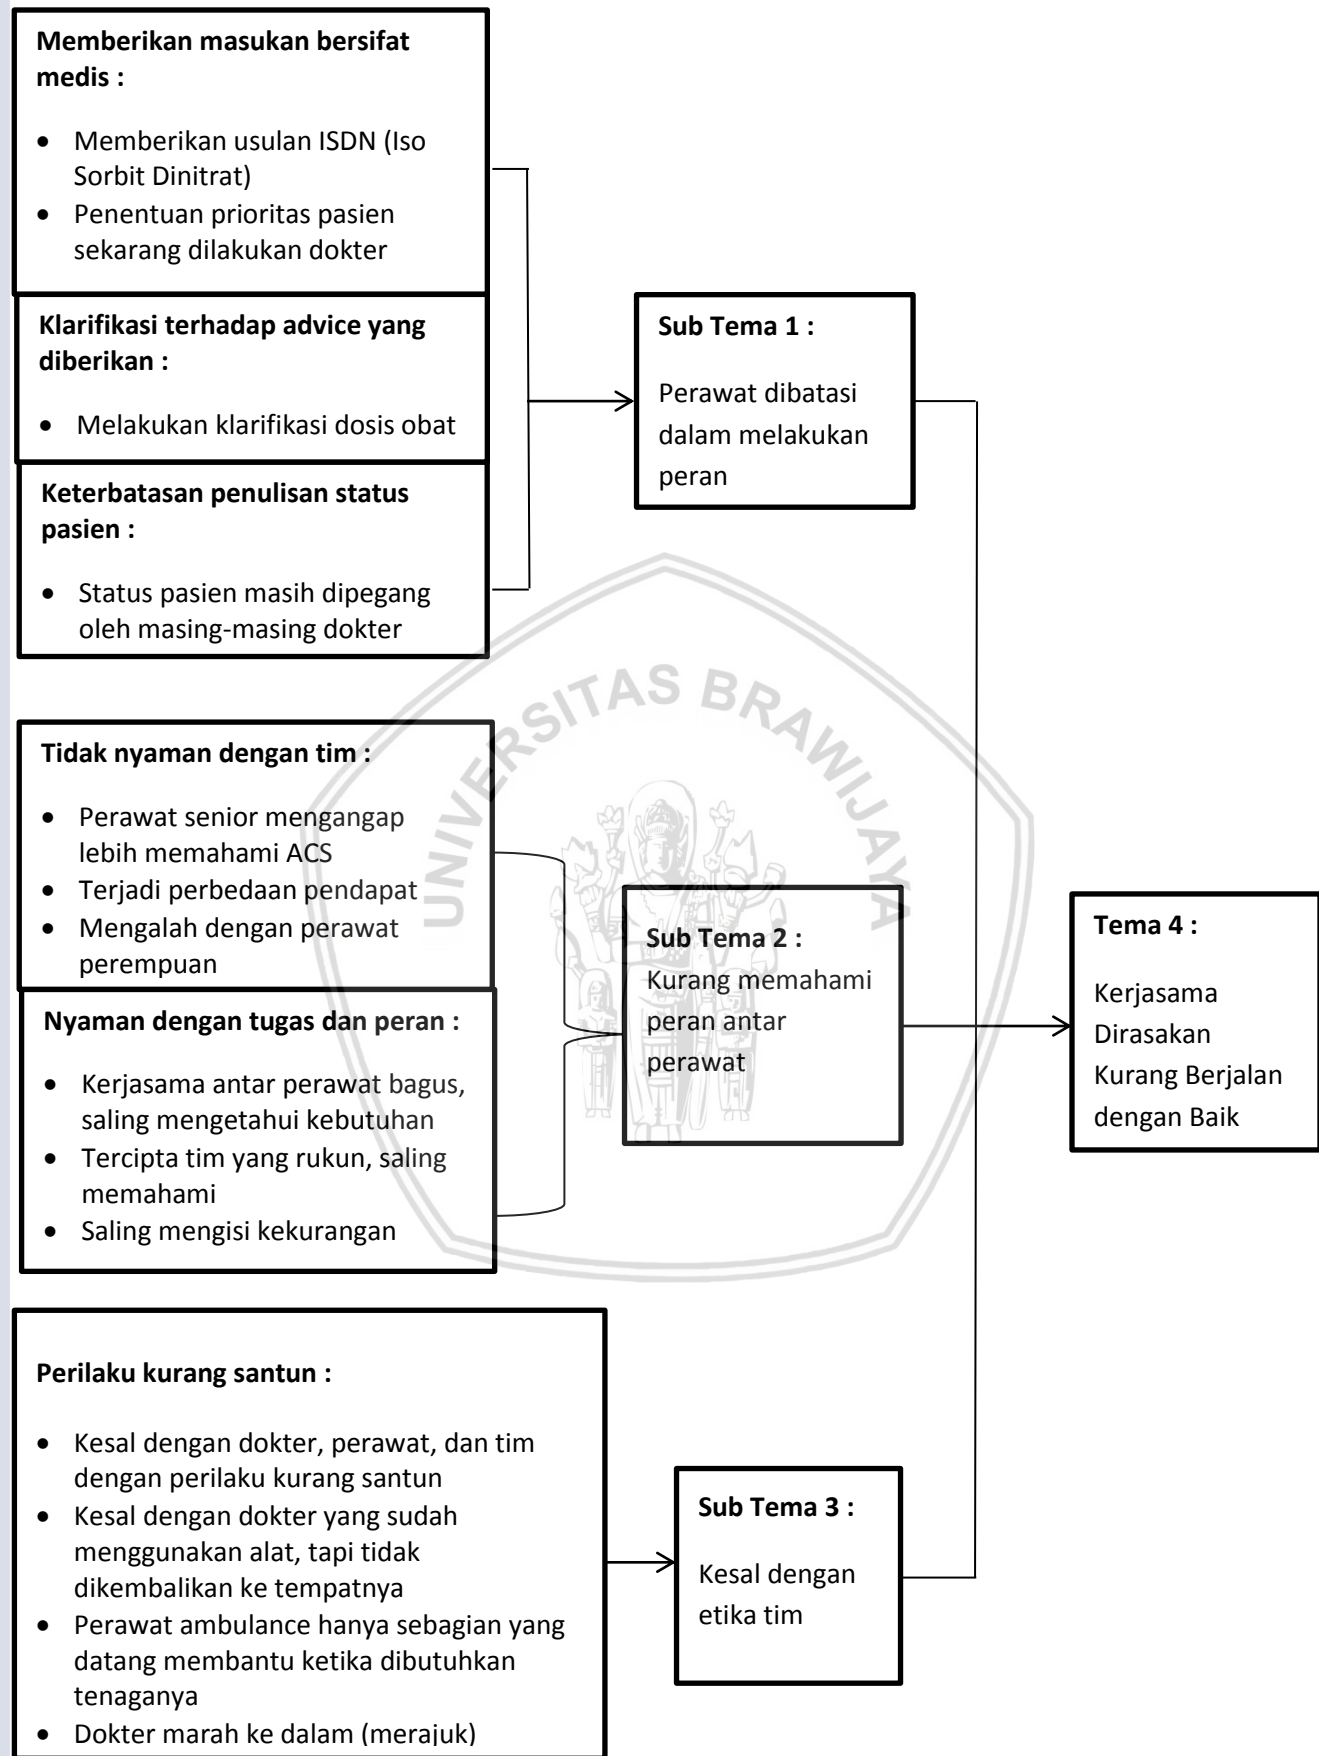 Memberikan masukan bersifat
medis :
• Memberikan usulan ISDN (Iso
Sorbit Dinitrat)
• Penentuan prioritas pasien
sekarang dilakukan dokter
Klarifikasi terhadap advice yang
diberikan :
• Melakukan klarifikasi dosis obat
Keterbatasan penulisan status
pasien :
• Status pasien masih dipegang
oleh masing-masing dokter
Sub Tema 1 :
Perawat dibatasi
dalam melakukan
peran
Tidak nyaman dengan tim :
• Perawat senior mengangap
lebih memahami ACS
• Terjadi perbedaan pendapat
• Mengalah dengan perawat
perempuan
Nyaman dengan tugas dan peran :
• Kerjasama antar perawat bagus,
saling mengetahui kebutuhan
• Tercipta tim yang rukun, saling
memahami
• Saling mengisi kekurangan
Sub Tema 2 :
Kurang memahami
peran antar
perawat
Tema 4 :
Kerjasama
Dirasakan
Kurang Berjalan
dengan Baik
Perilaku kurang santun :
• Kesal dengan dokter, perawat, dan tim
dengan perilaku kurang santun
• Kesal dengan dokter yang sudah
menggunakan alat, tapi tidak
dikembalikan ke tempatnya
• Perawat ambulance hanya sebagian yang
datang membantu ketika dibutuhkan
tenaganya
• Dokter marah ke dalam (merajuk)
Sub Tema 3 :
Kesal dengan
etika tim
UNIVERSITAS BRAWIJAYA